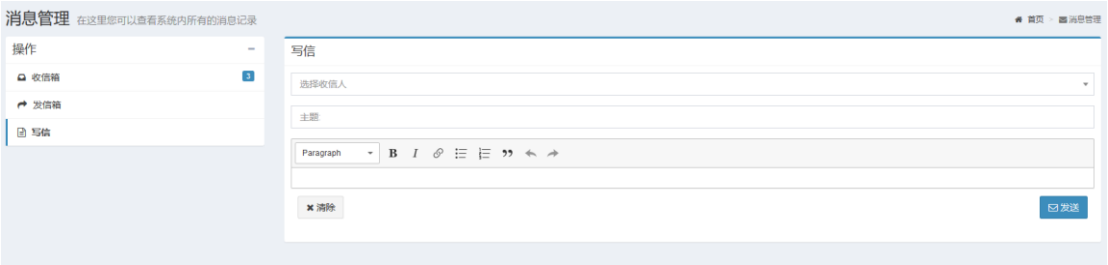 消息管理 在这里您可以查看系统内所有的消息记录
首页 > 消息管理
操作
收信箱 3
发信箱
写信
写信
选择收信人
主题
Paragraph B I
清除
发送